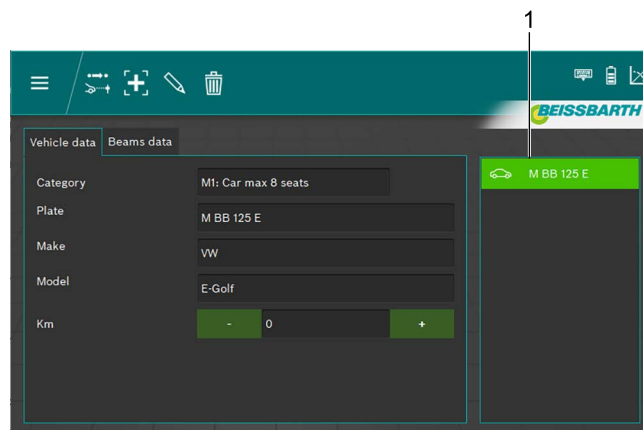 1
BEISSBARTH
Vehicle data Beams data
Category M1: Car max 8 seats
Plate M BB 125 E
Make VW
Model E-Golf
Km - 0 +
M BB 125 E